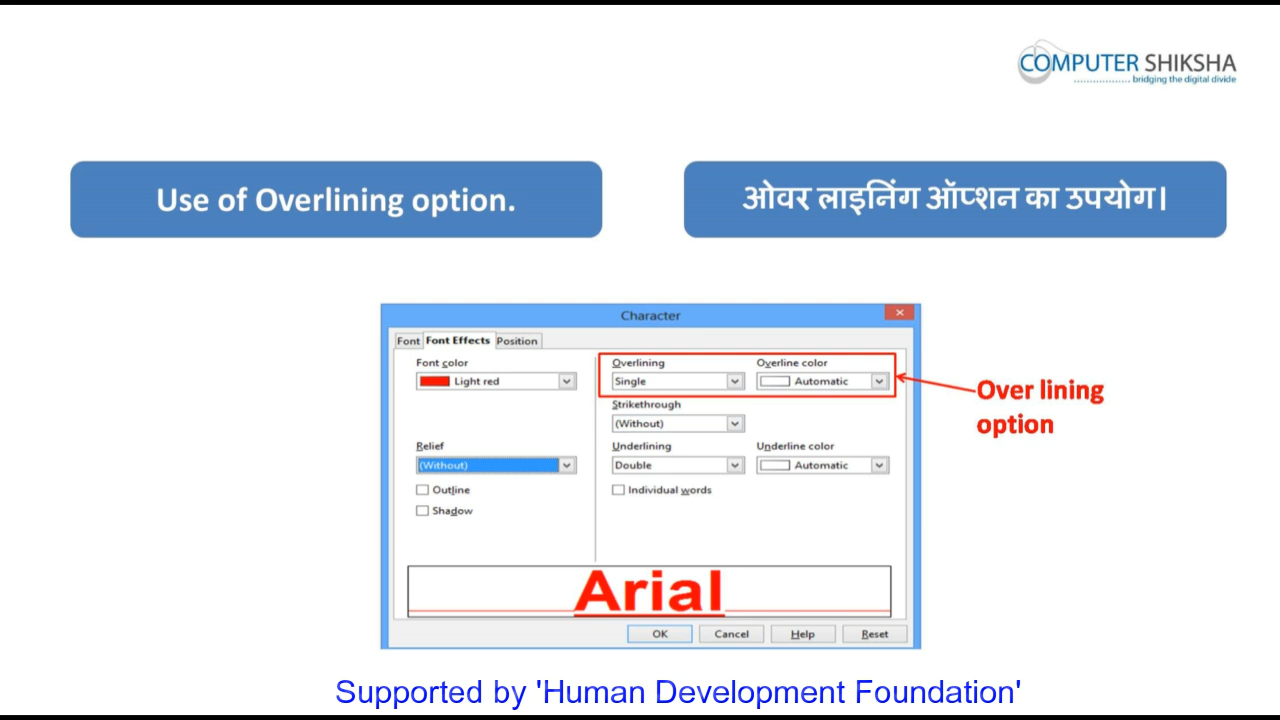 COMPUTER SHIKSHA
bridging the digital divide
Use of Overlining option.
ओवर लाइनिंग ऑप्शन का उपयोग।
Character
Font Font Effects Position
Font color
Light red
Overlining Overline color
Single Automatic
Over lining
option
Strikethrough
(Without)
Relief
(Without)
Underlining Underline color
Double Automatic
Outline
Shadow
Individual words
Arial
OK Cancel Help Reset
Supported by 'Human Development Foundation'